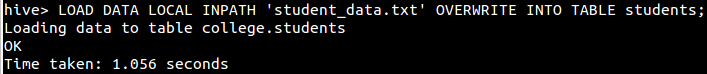 hive> LOAD DATA LOCAL INPATH 'student_data.txt' OVERWRITE INTO TABLE students;
Loading data to table college.students
OK
Time taken: 1.056 seconds